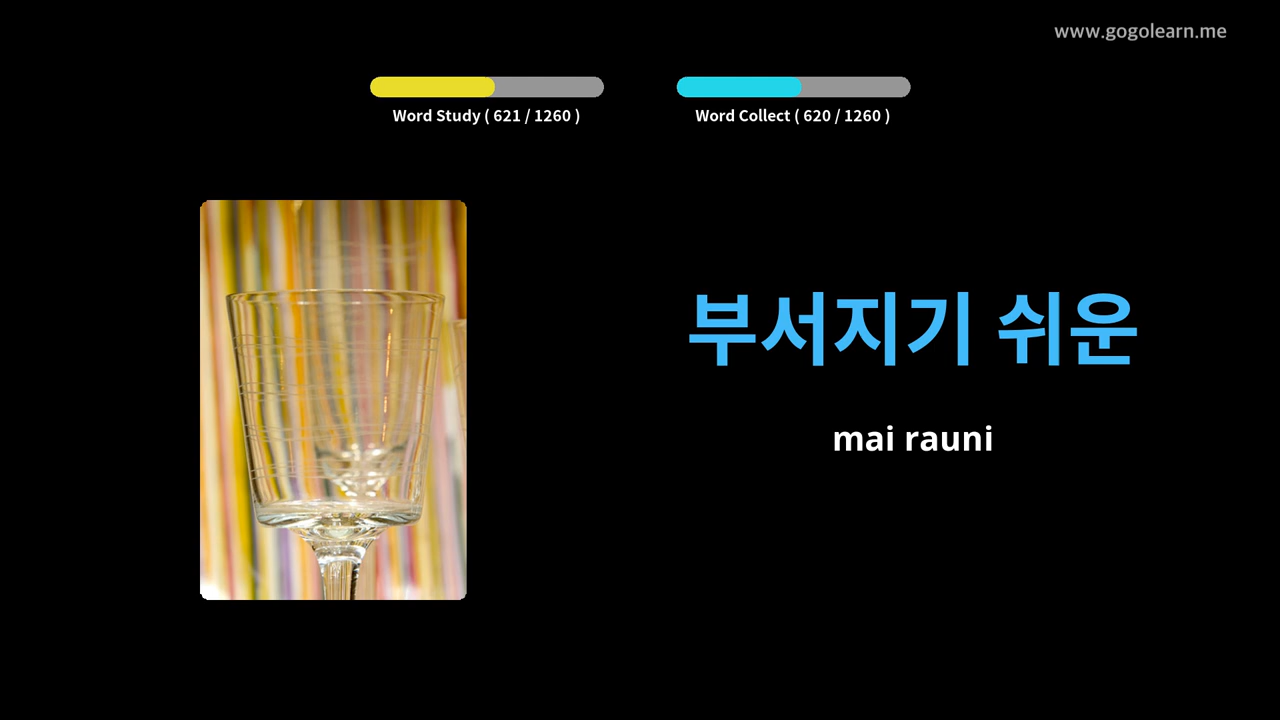 www.gogolearn.me
Word Study ( 621 / 1260 )
Word Collect ( 620 / 1260 )
부서지기 쉬운
mai rauni